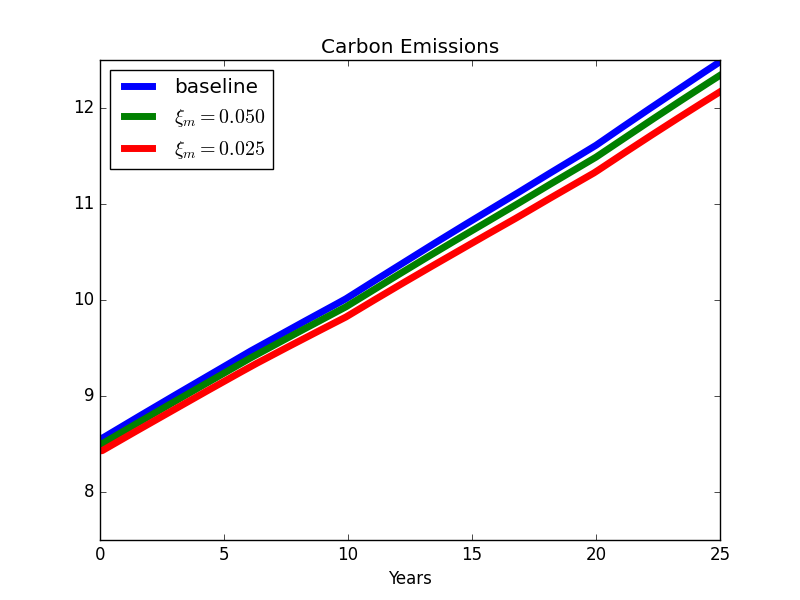 Carbon Emissions
baseline
ξm = 0.050
ξm = 0.025
12
11
10
9
8
0 5 10 15 20 25
Years